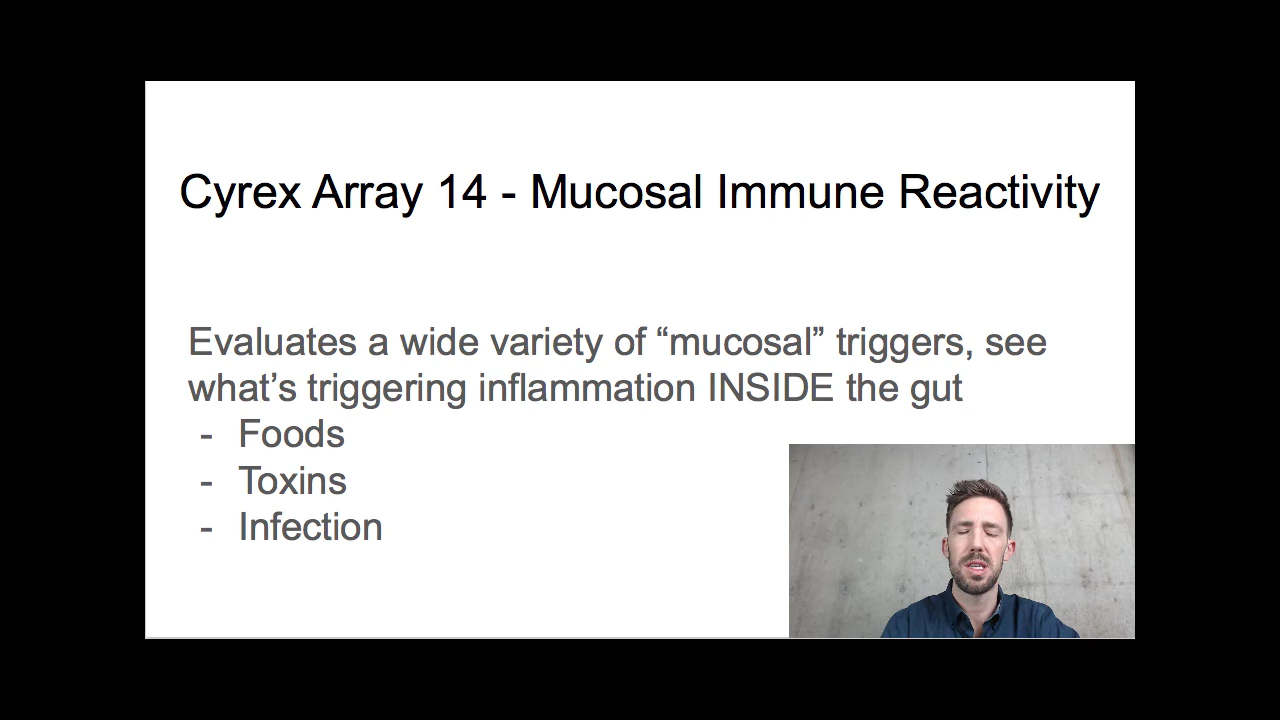 Cyrex Array 14 - Mucosal Immune Reactivity
Evaluates a wide variety of “mucosal” triggers, see
what’s triggering inflammation INSIDE the gut
- Foods
- Toxins
- Infection